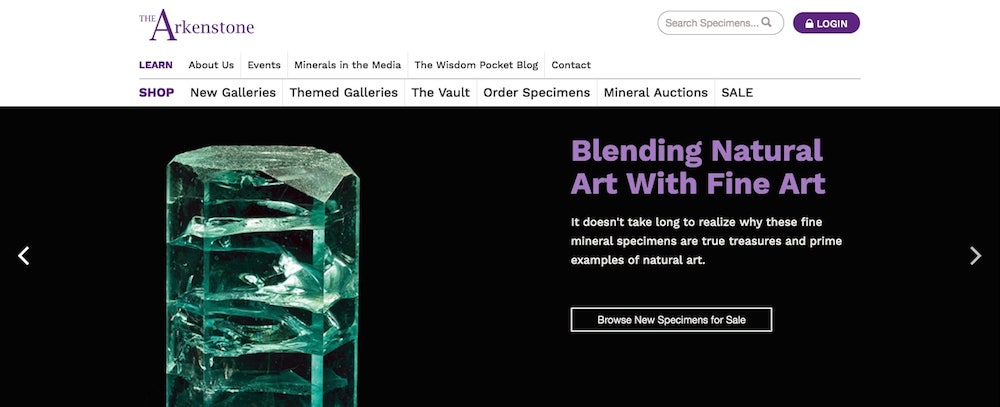 THE Arkenstone
Search Specimens...
LOGIN
LEARN About Us Events Minerals in the Media The Wisdom Pocket Blog Contact
SHOP New Galleries Themed Galleries The Vault Order Specimens Mineral Auctions SALE
Blending Natural
Art With Fine Art
It doesn't take long to realize why these fine
mineral specimens are true treasures and prime
examples of natural art.
Browse New Specimens for Sale